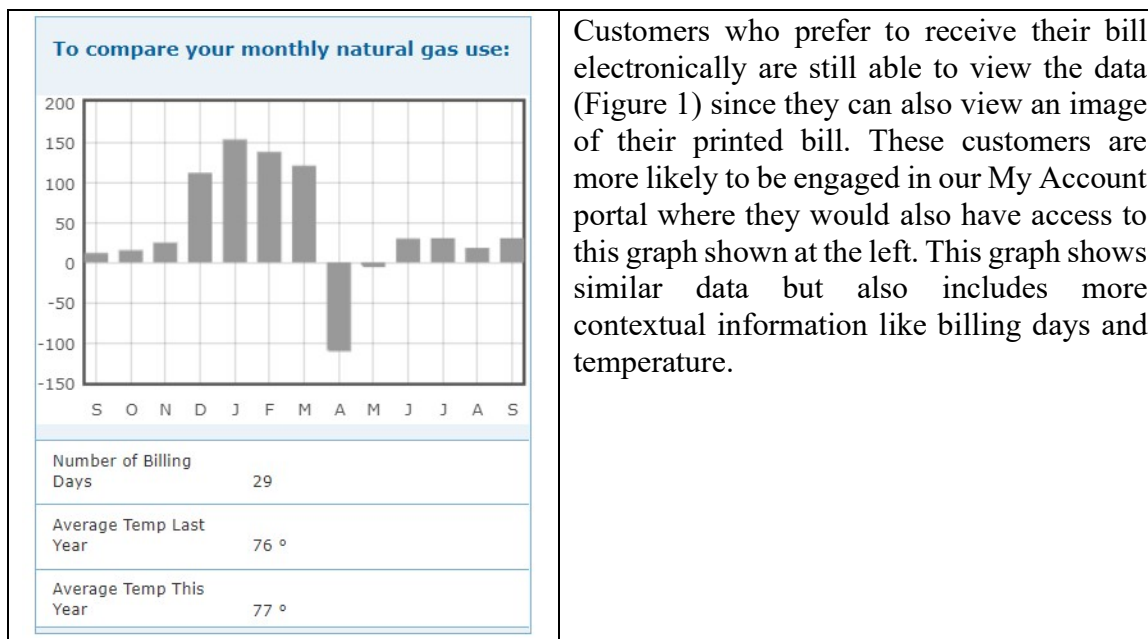 To compare your monthly natural gas use:
200
150
100
50
0
-50
-100
-150
S O N D J F M A M J J A S
Number of Billing
Days 29
Average Temp Last
Year 76 º
Average Temp This
Year 77 º
Customers who prefer to receive their bill
electronically are still able to view the data
(Figure 1) since they can also view an image
of their printed bill. These customers are
more likely to be engaged in our My Account
portal where they would also have access to
this graph shown at the left. This graph shows
similar data but also includes more
contextual information like billing days and
temperature.